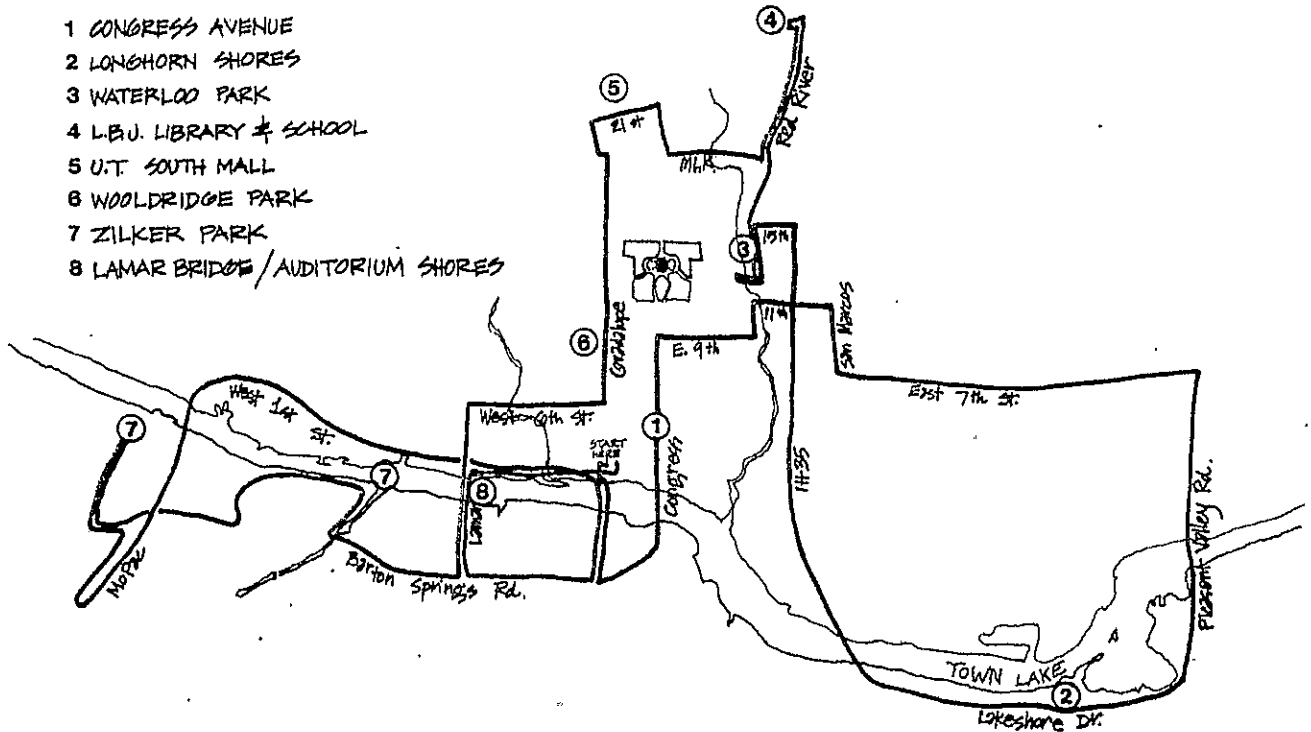 1 CONGRESS AVENUE
2 LONGHORN SHORES
3 WATERLOO PARK
4 L.B.J. LIBRARY & SCHOOL
5 U.T. SOUTH MALL
6 WOOLDRIDGE PARK
7 ZILKER PARK
8 LAMAR BRIDGE / AUDITORIUM SHORES
4
5
21 st
Red River
M.L.K.
3
15th
11th
San Marcos
6
Guadalupe
E. 9th
East 7th St.
West 1st St.
West 6th St.
1
START HERE
7
7
8
Lamar
Congress
IH-35
Pleasant Valley Rd.
MoPac
Barton Springs Rd.
TOWN LAKE
2
Lakeshore Dr.